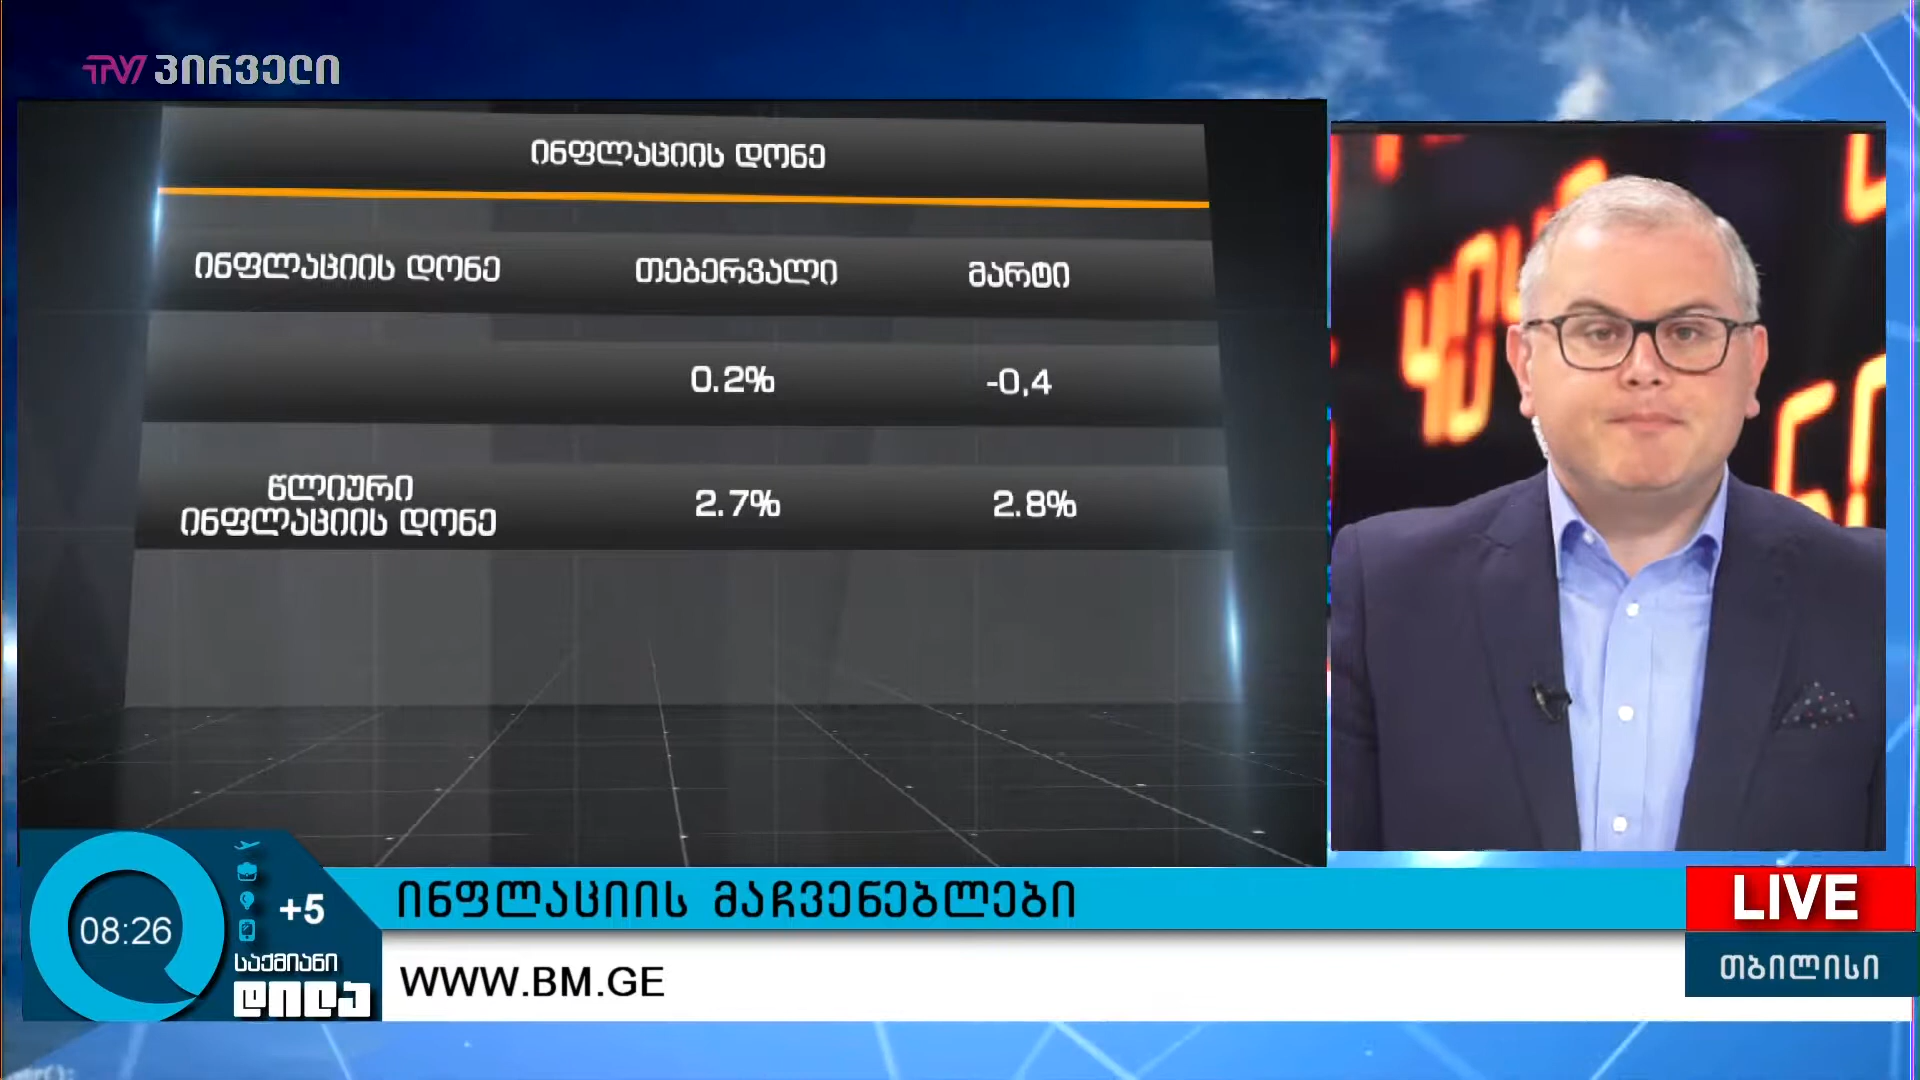 TV პირველი
ინფლაციის დონე
ინფლაციის დონე თებერვალი მარტი
0.2% -0,4
წლიური
ინფლაციის დონე 2.7% 2.8%
08:26
+5
საქმიანი
დილა
ინფლაციის მაჩვენებლები
WWW.BM.GE
LIVE
თბილისი